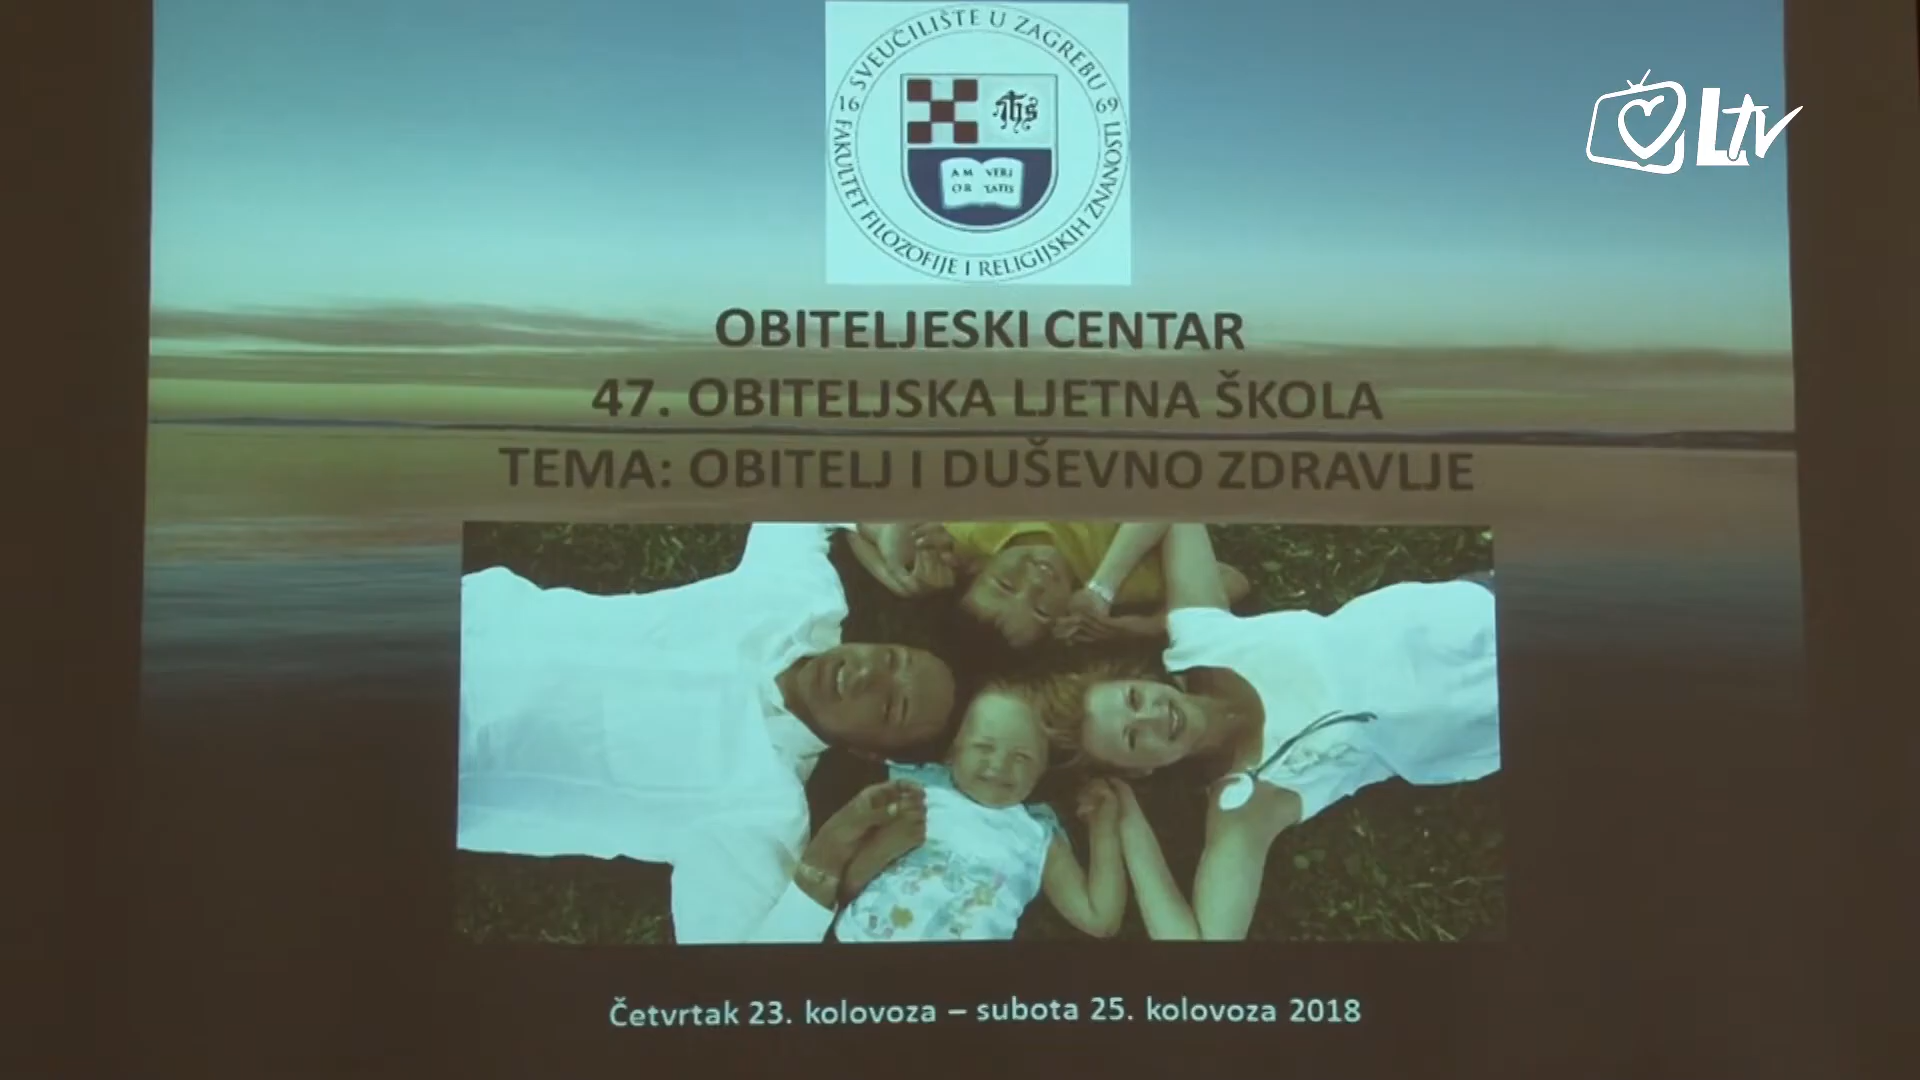 SVEUČILIŠTE U ZAGREBU
16 69
FAKULTET FILOZOFIJE I RELIGIJSKIH ZNANOSTI
ihs
AM VERI
OR TATIS
LTV
OBITELJESKI CENTAR
47. OBITELJSKA LJETNA ŠKOLA
TEMA: OBITELJ I DUŠEVNO ZDRAVLJE
Četvrtak 23. kolovoza – subota 25. kolovoza 2018